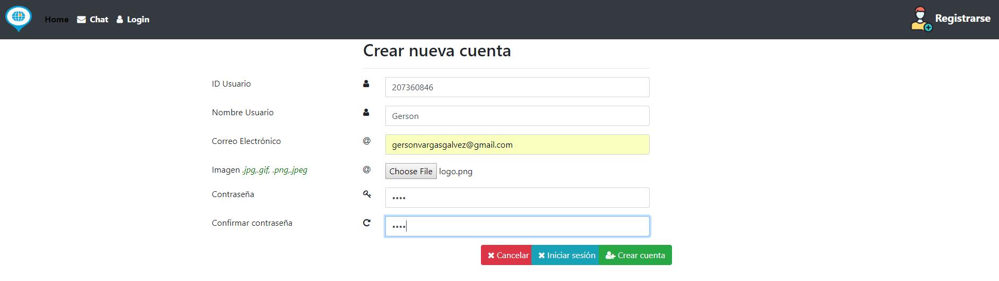 Home Chat Login Registrarse
Crear nueva cuenta
ID Usuario 207360846
Nombre Usuario Gerson
Correo Electrónico @ gersonvargasgalvez@gmail.com
Imagen .jpg,.gif, .png,.jpeg @ Choose File logo.png
Contraseña ••••
Confirmar contraseña ••••
Cancelar Iniciar sesión Crear cuenta